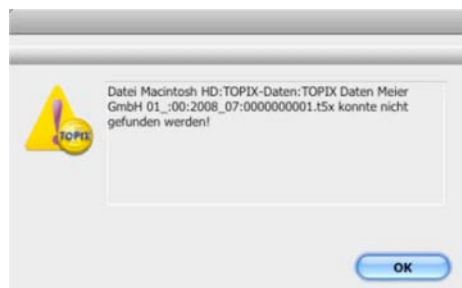 Datei Macintosh HD:TOPIX-Daten:TOPIX Daten Meier
GmbH 01_:00:2008_07:0000000001.t5x konnte nicht
gefunden werden!
TOPIX
OK